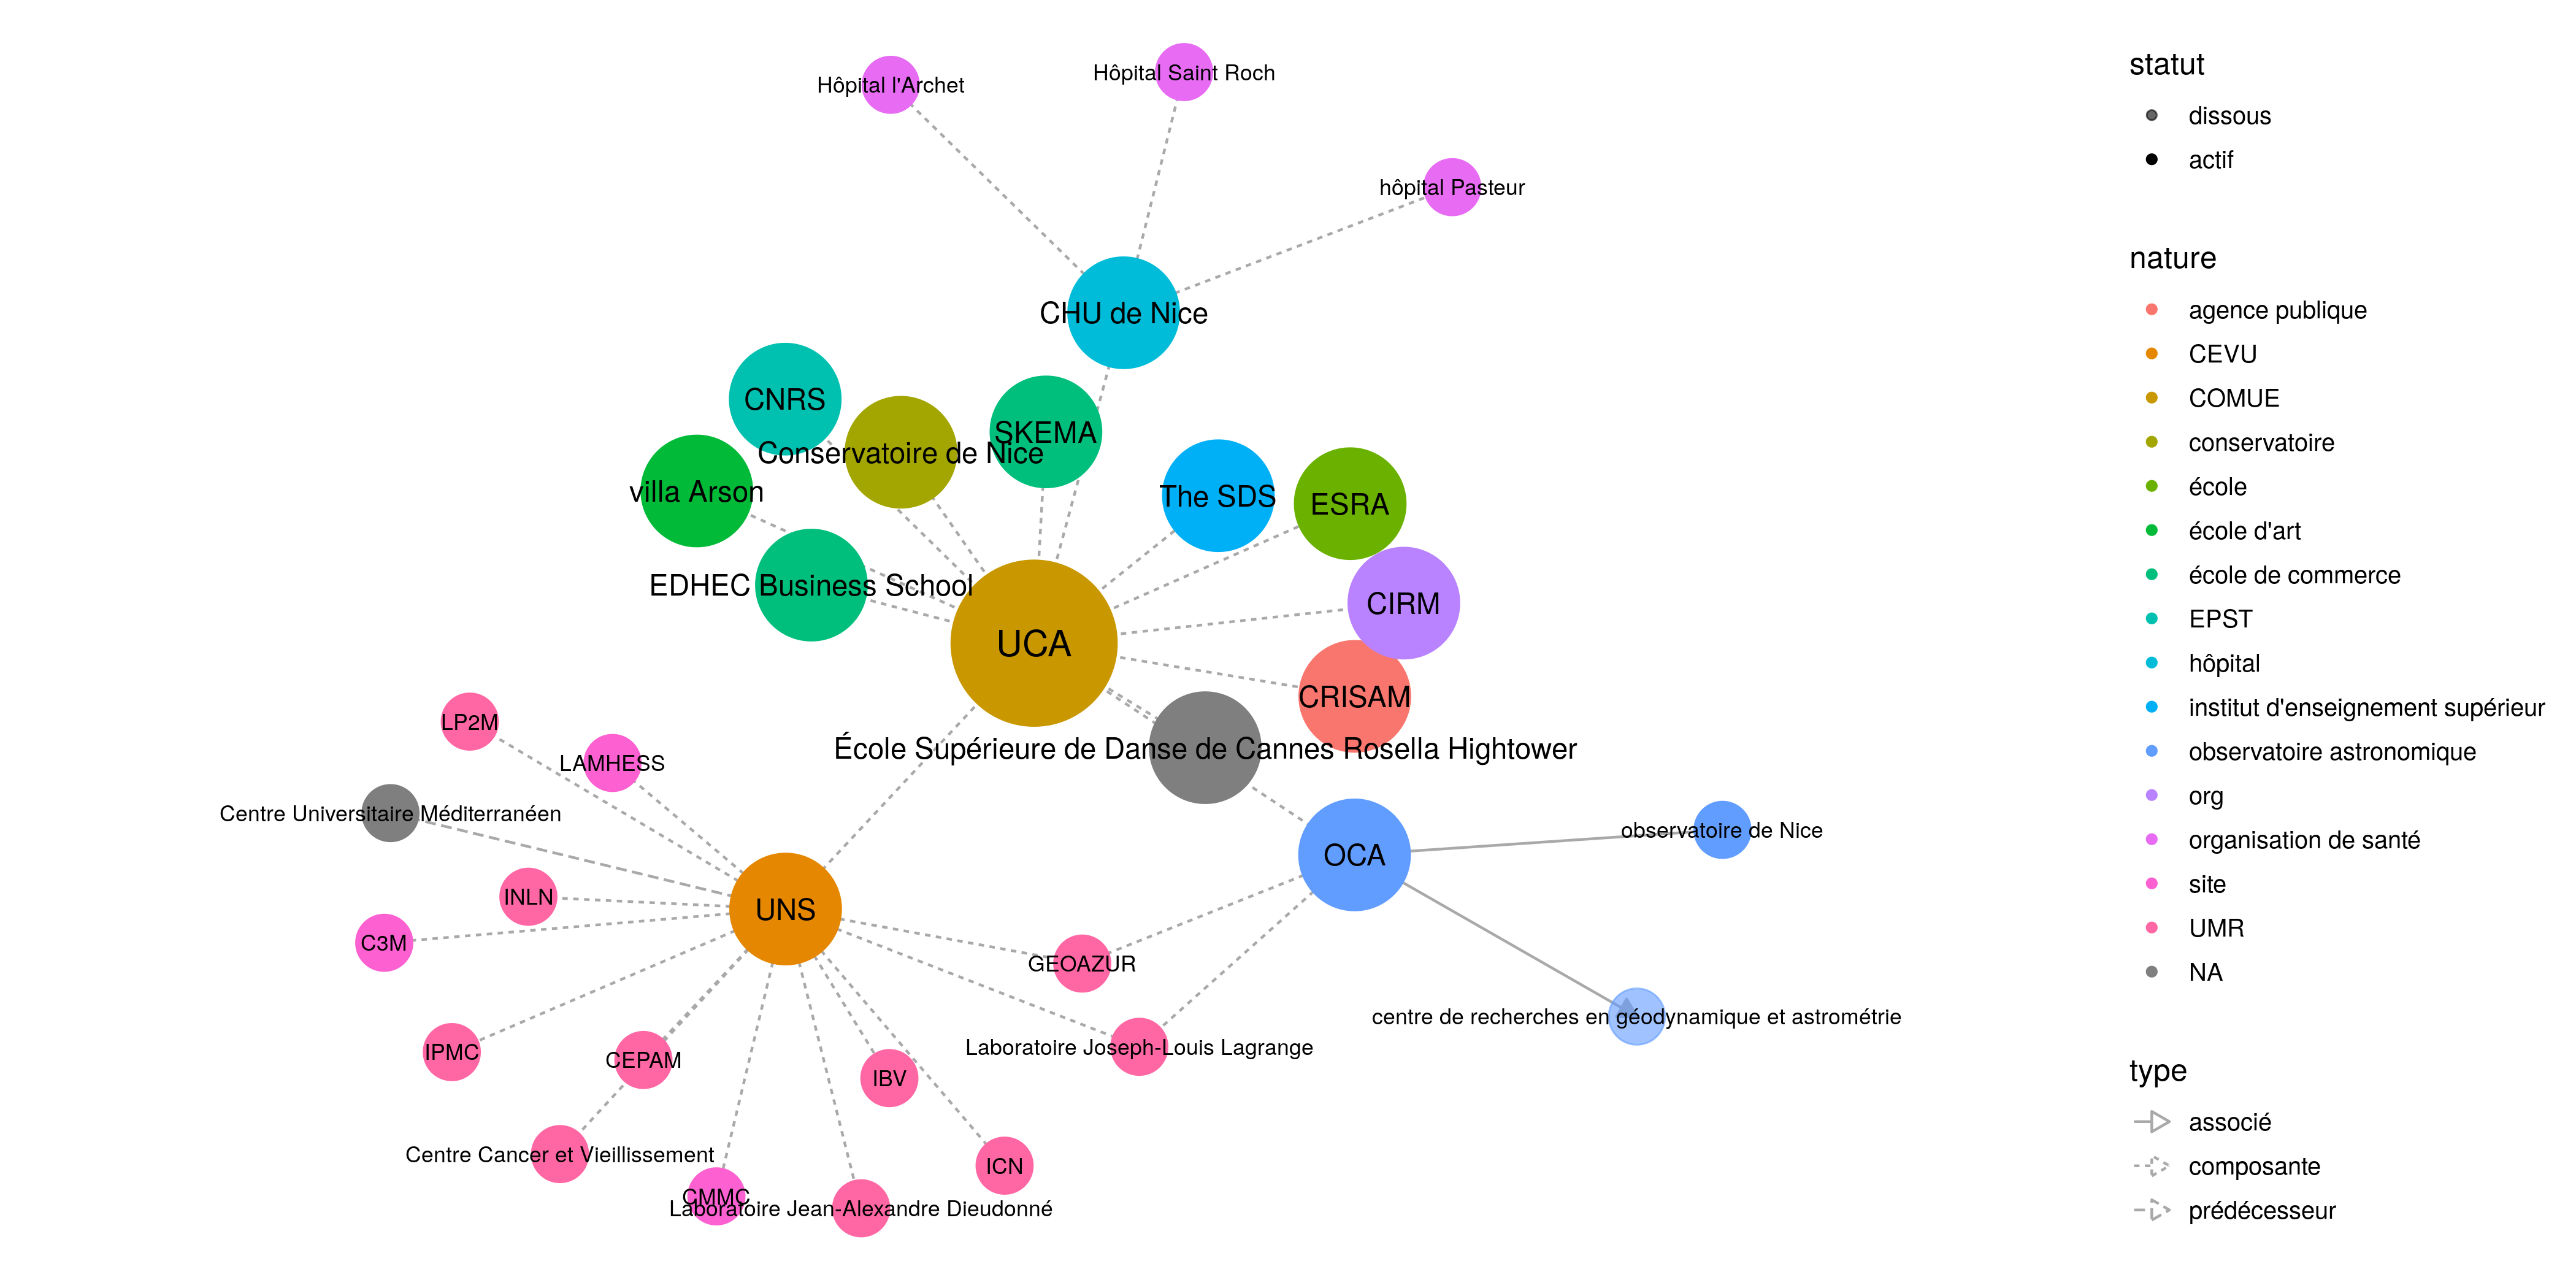 Hôpital l'Archet
Hôpital Saint Roch
hôpital Pasteur
CHU de Nice
CNRS
SKEMA
Conservatoire de Nice
villa Arson
The SDS
ESRA
EDHEC Business School
CIRM
UCA
CRISAM
École Supérieure de Danse de Cannes Rosella Hightower
LP2M
LAMHESS
Centre Universitaire Méditerranéen
observatoire de Nice
OCA
INLN
UNS
C3M
GEOAZUR
centre de recherches en géodynamique et astrométrie
Laboratoire Joseph-Louis Lagrange
IPMC
CEPAM
IBV
Centre Cancer et Vieillissement
ICN
CMMC
Laboratoire Jean-Alexandre Dieudonné
statut
dissous
actif
nature
agence publique
CEVU
COMUE
conservatoire
école
école d'art
école de commerce
EPST
hôpital
institut d'enseignement supérieur
observatoire astronomique
org
organisation de santé
site
UMR
NA
type
associé
composante
prédécesseur